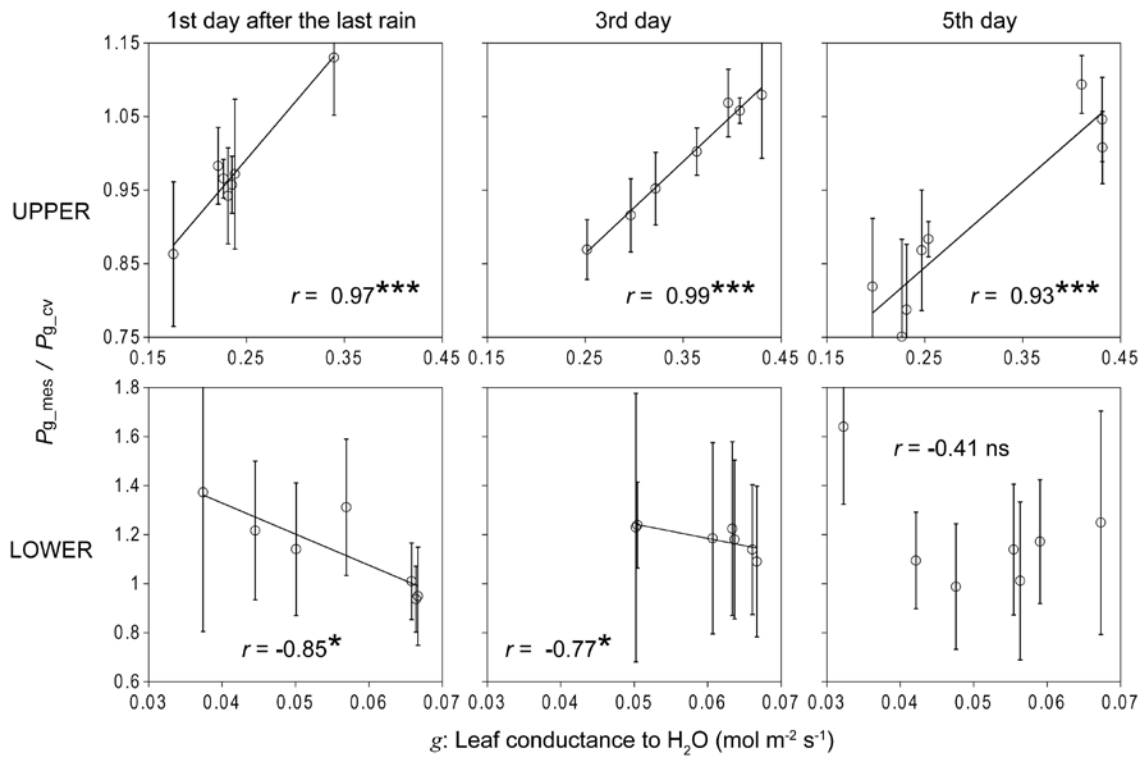 1st day after the last rain 3rd day 5th day
1.15
1.05
0.95
0.85
0.75
UPPER
r = 0.97***
r = 0.99***
r = 0.93***
0.15 0.25 0.35 0.45 0.15 0.25 0.35 0.45 0.15 0.25 0.35 0.45
Pg_mes / Pg_cv
1.8
1.6
1.4
1.2
1
0.8
0.6
LOWER
r = -0.85*
r = -0.77*
r = -0.41 ns
0.03 0.04 0.05 0.06 0.07 0.03 0.04 0.05 0.06 0.07 0.03 0.04 0.05 0.06 0.07
g: Leaf conductance to H2O (mol m-2 s-1)